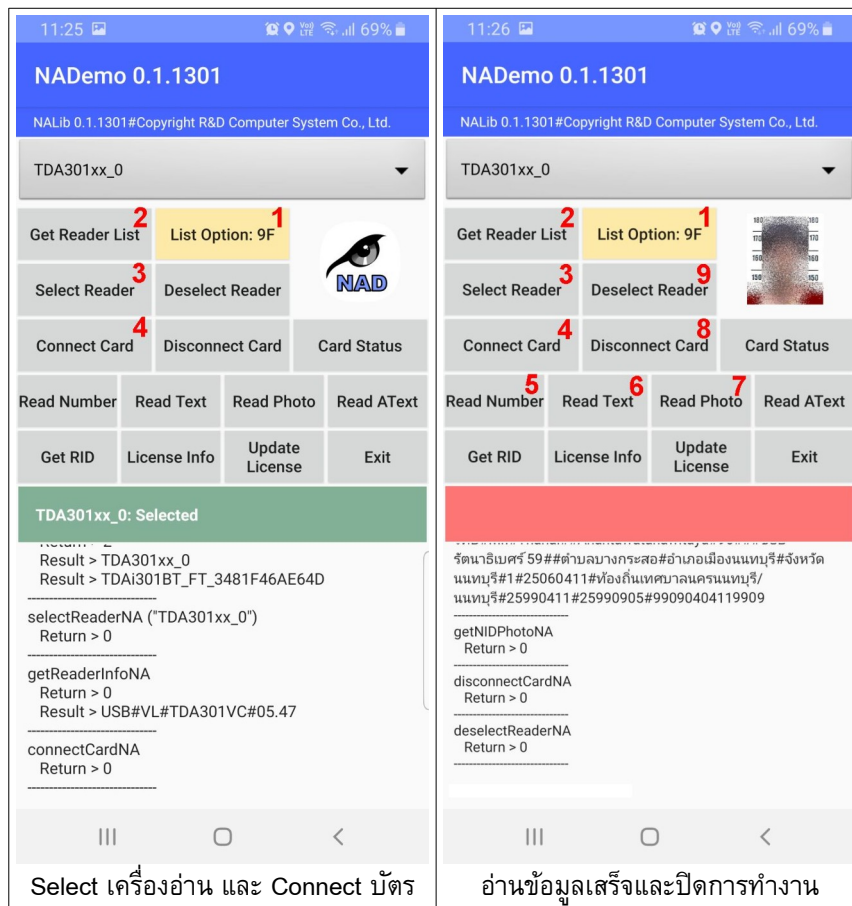 11:25 69%
NADemo 0.1.1301
NALib 0.1.1301#Copyright R&D Computer System Co., Ltd.
TDA301xx_0
Get Reader List 2 List Option: 9F 1
NAD
Select Reader 3 Deselect Reader
Connect Card 4 Disconnect Card Card Status
Read Number Read Text Read Photo Read AText
Get RID License Info Update License Exit
TDA301xx_0: Selected
Return > 2
Result > TDA301xx_0
Result > TDAi301BT_FT_3481F46AE64D
------------------------------
selectReaderNA ("TDA301xx_0")
Return > 0
------------------------------
getReaderInfoNA
Return > 0
Result > USB#VL#TDA301VC#05.47
------------------------------
connectCardNA
Return > 0
------------------------------
Select เครื่องอ่าน และ Connect บัตร
11:26 69%
NADemo 0.1.1301
NALib 0.1.1301#Copyright R&D Computer System Co., Ltd.
TDA301xx_0
Get Reader List 2 List Option: 9F 1
180 180
170 170
160 160
150 150
Select Reader 3 Deselect Reader 9
Connect Card 4 Disconnect Card 8 Card Status
Read Number 5 Read Text 6 Read Photo 7 Read AText
Get RID License Info Update License Exit
รัตนาธิเบศร์ 59##ตำบลบางกระสอ#อำเภอเมืองนนทบุรี#จังหวัด
นนทบุรี#1#25060411#ท้องถิ่นเทศบาลนครนนทบุรี/
นนทบุรี#25990411#25990905#99090404119909
------------------------------
getNIDPhotoNA
Return > 0
------------------------------
disconnectCardNA
Return > 0
------------------------------
deselectReaderNA
Return > 0
------------------------------
อ่านข้อมูลเสร็จและปิดการทำงาน